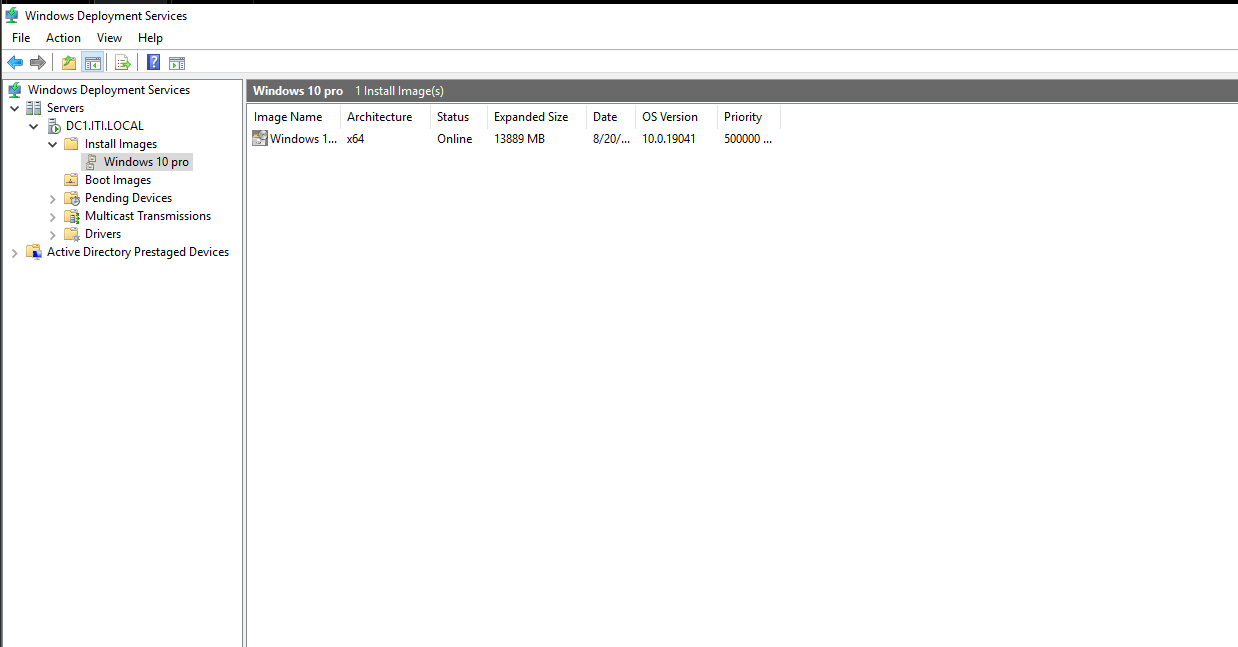 Windows Deployment Services
File Action View Help
Windows Deployment Services
Servers
DC1.ITI.LOCAL
Install Images
Windows 10 pro
Boot Images
Pending Devices
Multicast Transmissions
Drivers
Active Directory Prestaged Devices
Windows 10 pro 1 Install Image(s)
Image Name Architecture Status Expanded Size Date OS Version Priority
Windows 1... x64 Online 13889 MB 8/20/... 10.0.19041 500000 ...